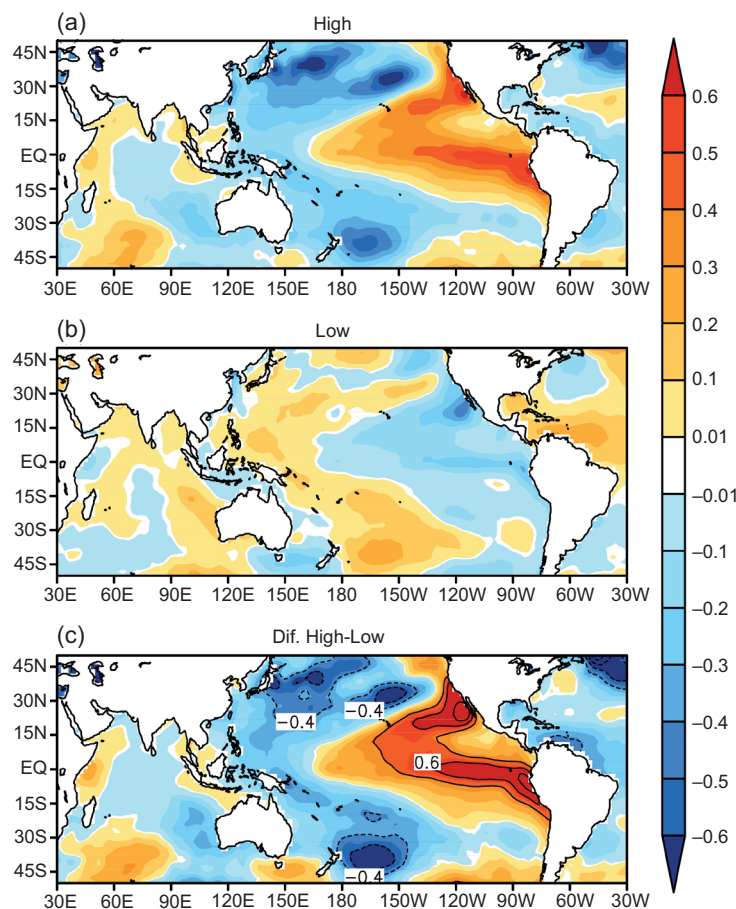 (a) High
45N
30N
15N
EQ
15S
30S
45S
30E 60E 90E 120E 150E 180 150W 120W 90W 60W 30W
(b) Low
45N
30N
15N
EQ
15S
30S
45S
30E 60E 90E 120E 150E 180 150W 120W 90W 60W 30W
(c) Dif. High-Low
45N
30N
15N
EQ
15S
30S
45S
−0.4
−0.4
0.6
−0.4
30E 60E 90E 120E 150E 180 150W 120W 90W 60W 30W
0.6
0.5
0.4
0.3
0.2
0.1
0.01
−0.01
−0.1
−0.2
−0.3
−0.4
−0.5
−0.6